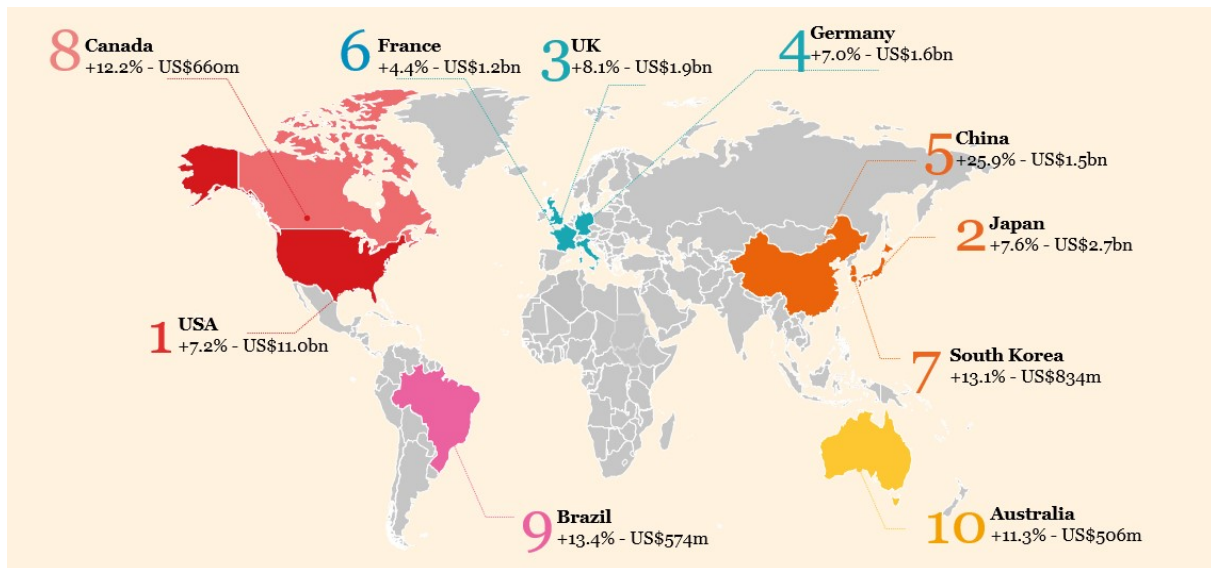 8 Canada
+12.2% - US$660m
6 France
+4.4% - US$1.2bn
3 UK
+8.1% - US$1.9bn
4 Germany
+7.0% - US$1.6bn
5 China
+25.9% - US$1.5bn
2 Japan
+7.6% - US$2.7bn
1 USA
+7.2% - US$11.0bn
7 South Korea
+13.1% - US$834m
9 Brazil
+13.4% - US$574m
10 Australia
+11.3% - US$506m